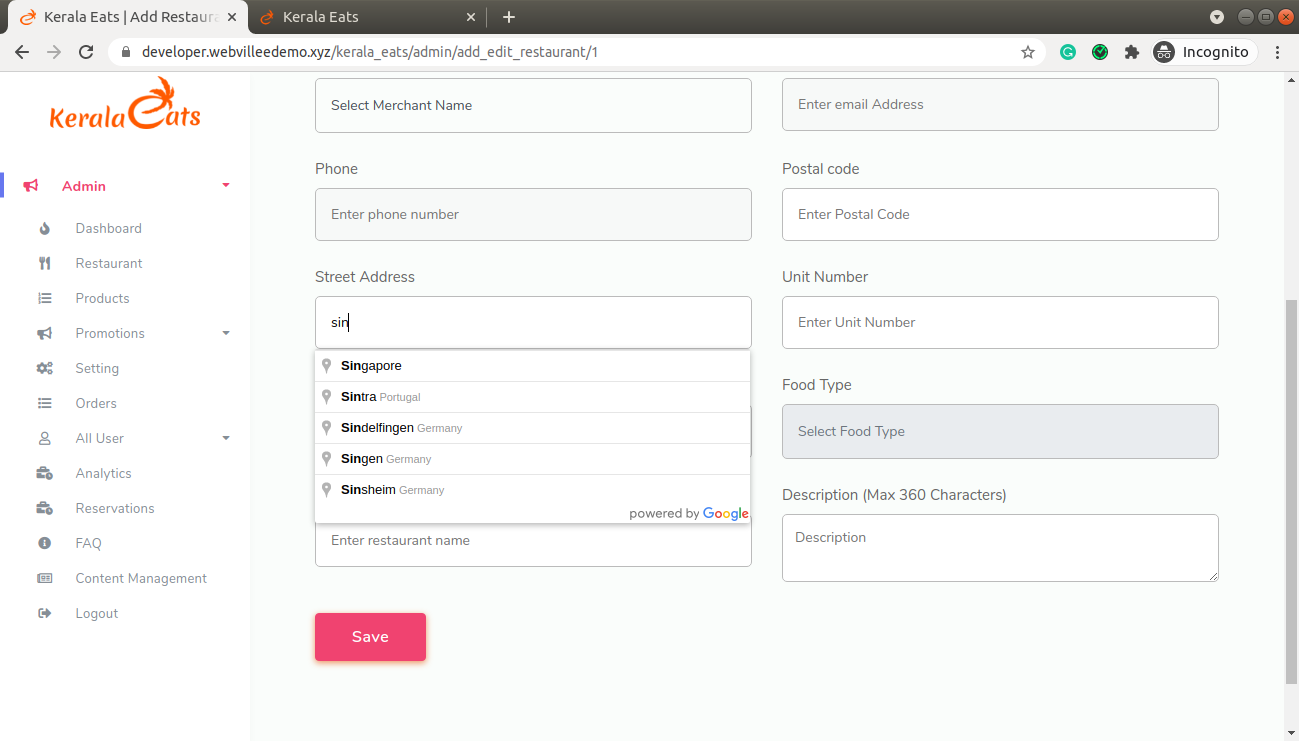 Kerala Eats | Add Restaura
Kerala Eats
developer.webvilleedemo.xyz/kerala_eats/admin/add_edit_restaurant/1
Incognito
Kerala Eats
Admin
Dashboard
Restaurant
Products
Promotions
Setting
Orders
All User
Analytics
Reservations
FAQ
Content Management
Logout
Select Merchant Name
Enter email Address
Phone
Postal code
Enter phone number
Enter Postal Code
Street Address
Unit Number
sin
Enter Unit Number
Singapore
Sintra Portugal
Sindelfingen Germany
Singen Germany
Sinsheim Germany
powered by Google
Food Type
Select Food Type
Description (Max 360 Characters)
Enter restaurant name
Description
Save